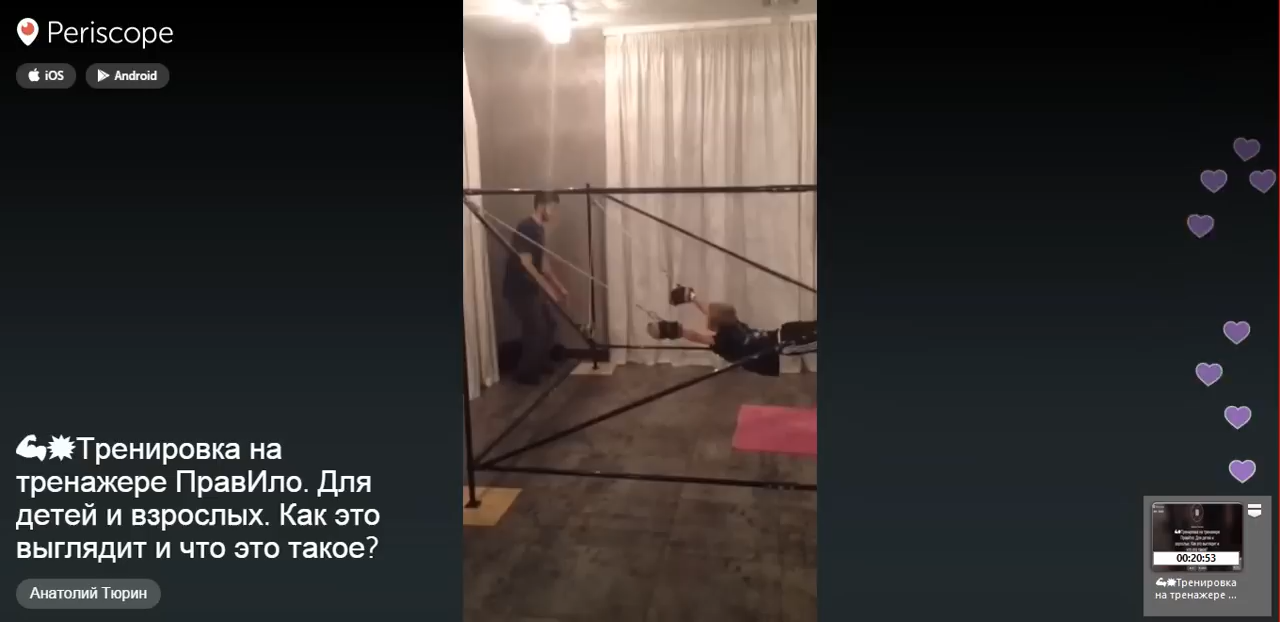 Periscope
iOS
Android
Тренировка на
тренажере ПравИло. Для
детей и взрослых. Как это
выглядит и что это такое?
Анатолий Тюрин
00:20:53
Тренировка
на тренажере ...